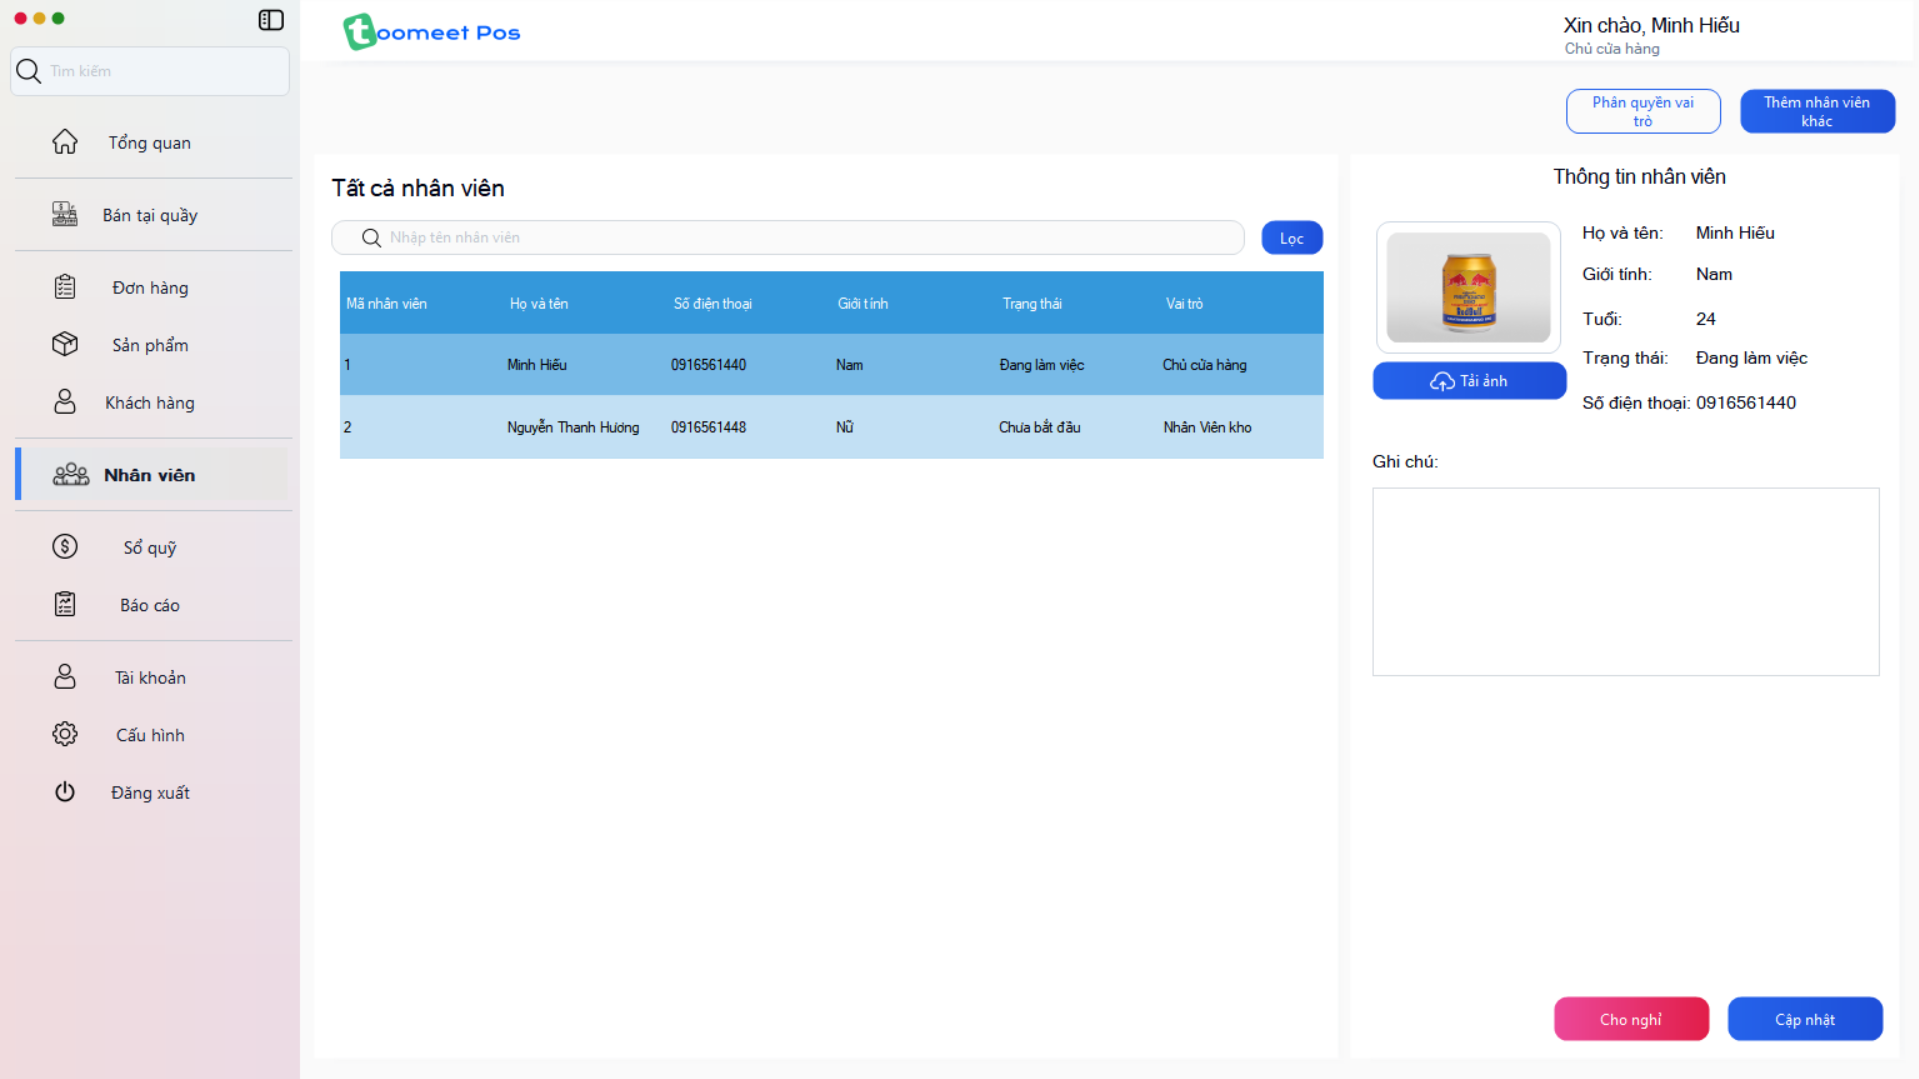 Tìm kiếm
Tổng quan
Bán tại quầy
Đơn hàng
Sản phẩm
Khách hàng
Nhân viên
Sổ quỹ
Báo cáo
Tài khoản
Cấu hình
Đăng xuất
toomeet Pos
Xin chào, Minh Hiếu
Chủ cửa hàng
Phân quyền vai
trò
Thêm nhân viên
khác
Tất cả nhân viên
Nhập tên nhân viên
Lọc
Mã nhân viên Họ và tên Số điện thoại Giới tính Trạng thái Vai trò
1 Minh Hiếu 0916561440 Nam Đang làm việc Chủ cửa hàng
2 Nguyễn Thanh Hương 0916561448 Nữ Chưa bắt đầu Nhân Viên kho
Thông tin nhân viên
RedBull
Tải ảnh
Họ và tên: Minh Hiếu
Giới tính: Nam
Tuổi: 24
Trạng thái: Đang làm việc
Số điện thoại: 0916561440
Ghi chú:
Cho nghỉ
Cập nhật